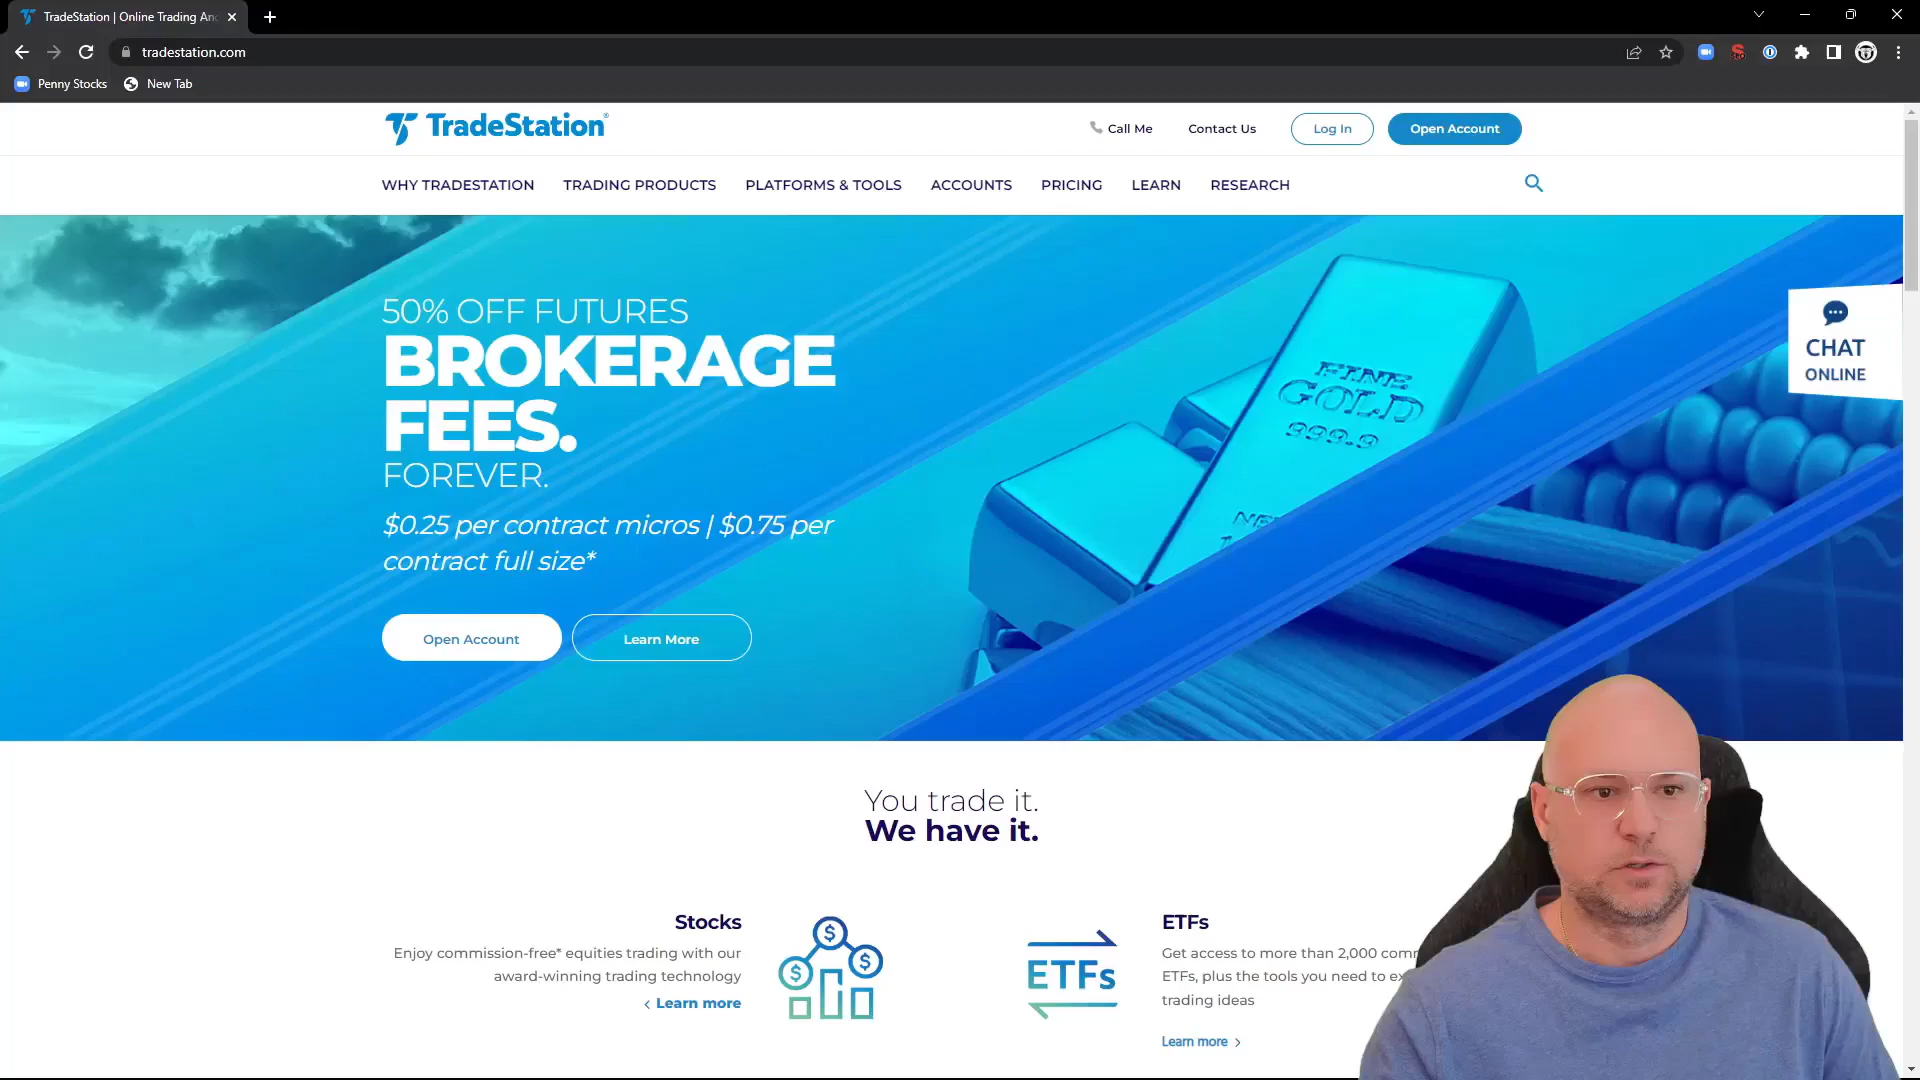 TradeStation | Online Trading An
tradestation.com
Penny Stocks
New Tab
TradeStation®
Call Me
Contact Us
Log In
Open Account
WHY TRADESTATION
TRADING PRODUCTS
PLATFORMS & TOOLS
ACCOUNTS
PRICING
LEARN
RESEARCH
50% OFF FUTURES
BROKERAGE
FEES.
FOREVER.
$0.25 per contract micros | $0.75 per
contract full size*
Open Account
Learn More
FINE
GOLD
999.9
CHAT
ONLINE
You trade it.
We have it.
Stocks
Enjoy commission-free* equities trading with our
award-winning trading technology
Learn more
ETFs
ETFs
Get access to more than 2,000
ETFs, plus the tools you need to
trading ideas
Learn more